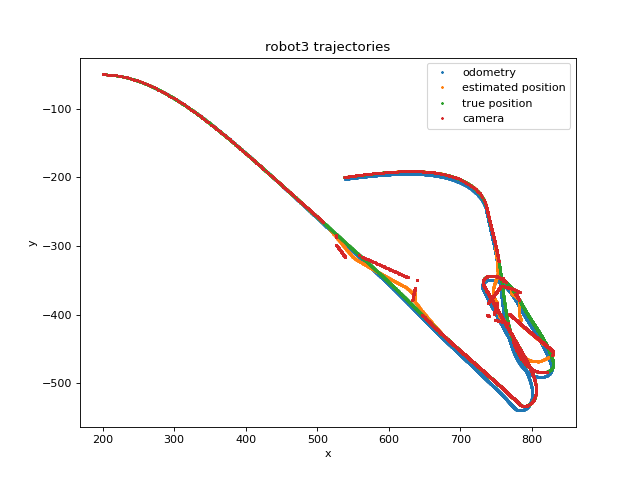 robot3 trajectories
odometry
estimated position
true position
camera
−100
−200
−300
−400
−500
y
200 300 400 500 600 700 800
x